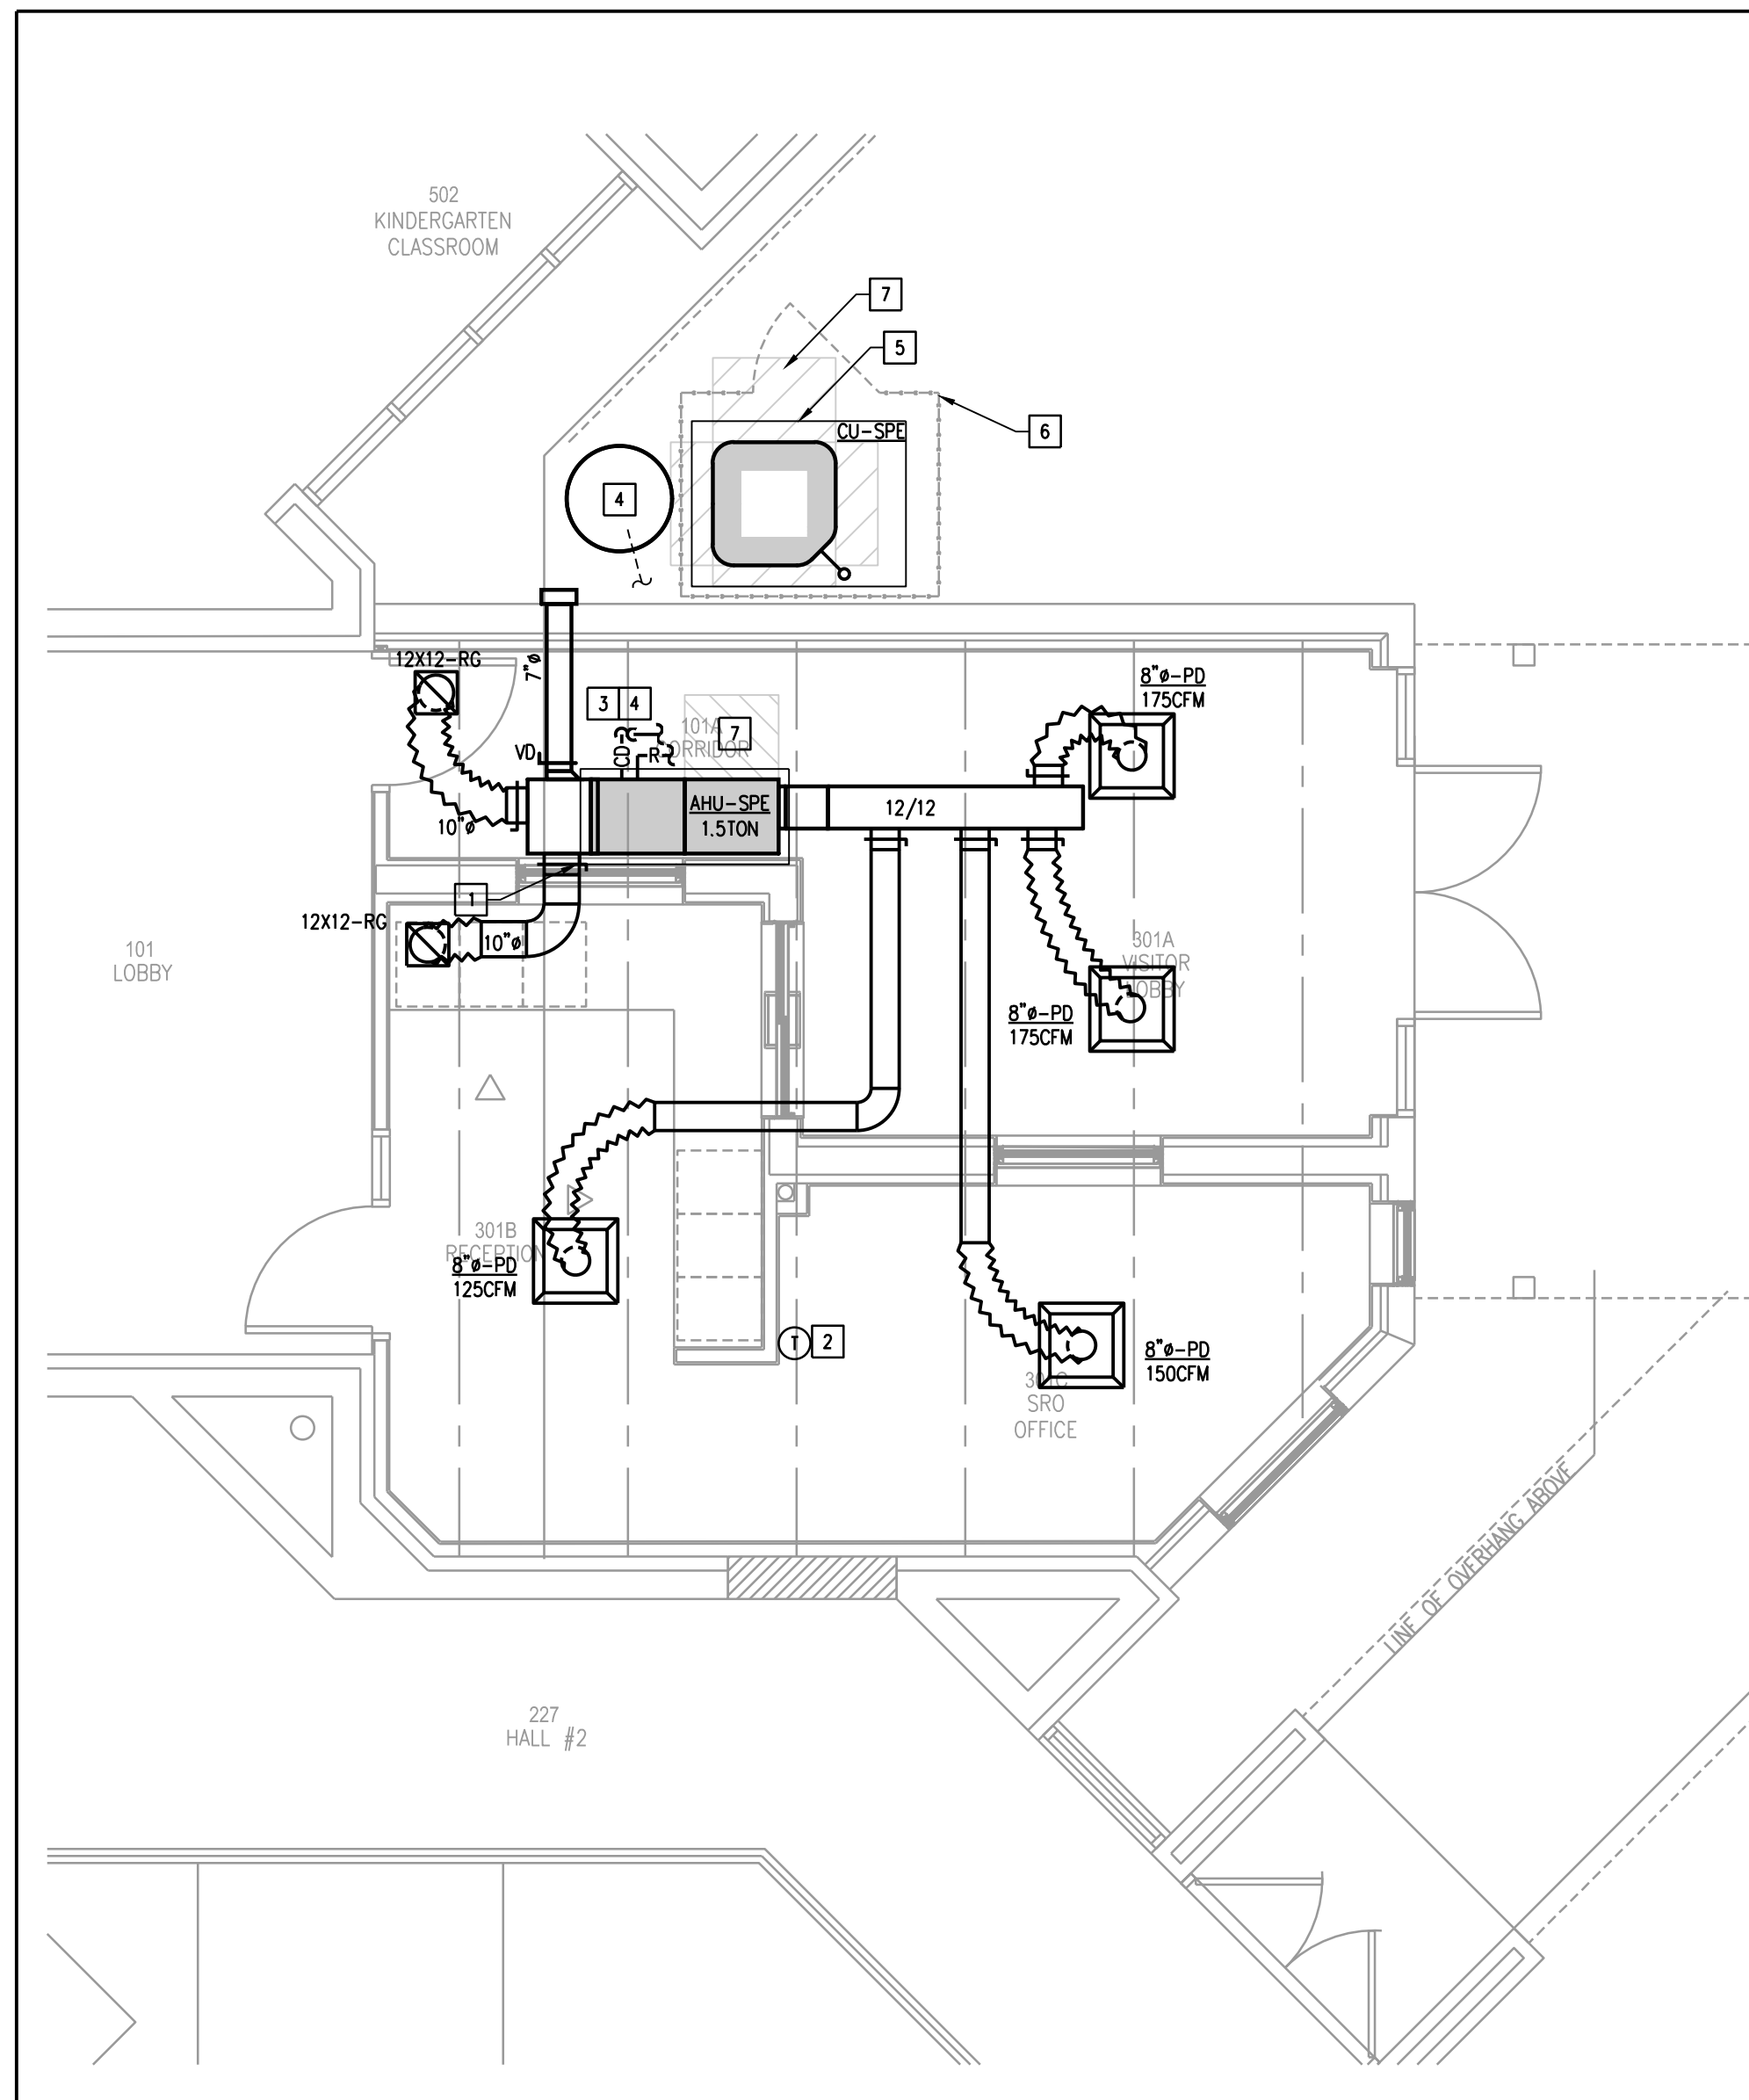 502
KINDERGARTEN
CLASSROOM
7
5
6
CU-SPE
4
12X12-RG
7"ø
8"ø-PD
175CFM
3 4
101A
CORRIDOR
7
VD
CD
R
AHU-SPE
1.5TON
12/12
10"ø
1
12X12-RG
10"ø
101
LOBBY
301A
VISITOR
LOBBY
8"ø-PD
175CFM
301B
RECEPTION
8"ø-PD
125CFM
T 2
8"ø-PD
150CFM
301C
SRO
OFFICE
LINE OF OVERHANG ABOVE
227
HALL #2